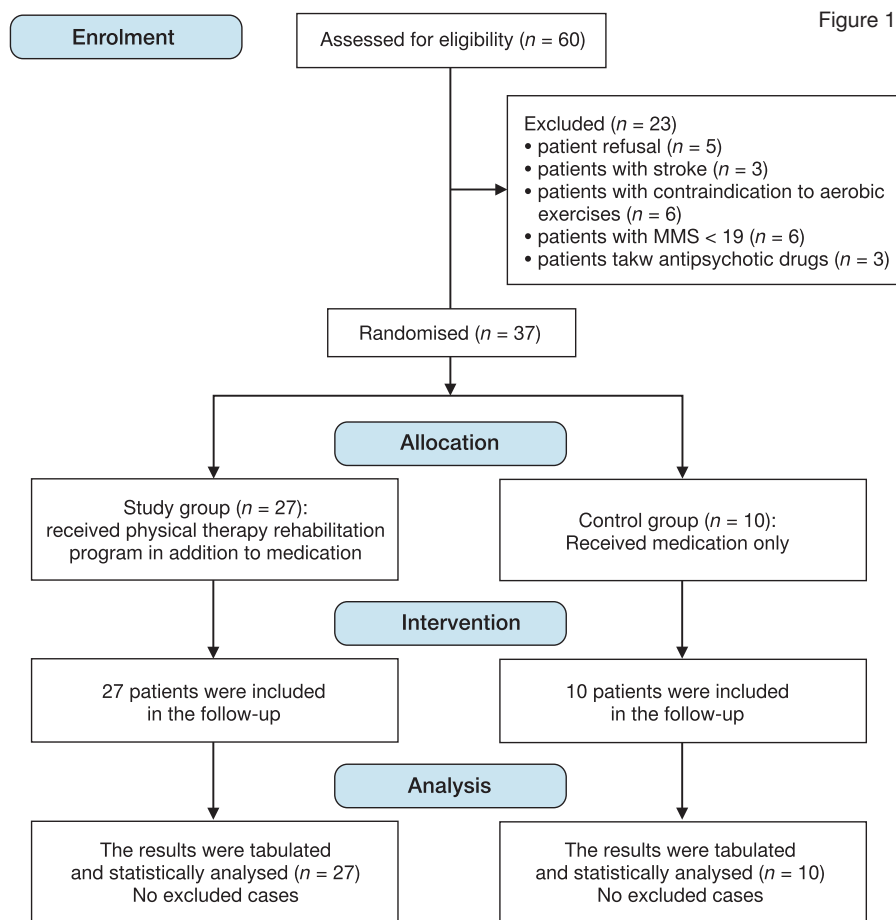 Figure 1
Enrolment
Assessed for eligibility (n = 60)
Excluded (n = 23)
• patient refusal (n = 5)
• patients with stroke (n = 3)
• patients with contraindication to aerobic
exercises (n = 6)
• patients with MMS < 19 (n = 6)
• patients takw antipsychotic drugs (n = 3)
Randomised (n = 37)
Allocation
Study group (n = 27):
received physical therapy rehabilitation
program in addition to medication
Control group (n = 10):
Received medication only
Intervention
27 patients were included
in the follow-up
10 patients were included
in the follow-up
Analysis
The results were tabulated
and statistically analysed (n = 27)
No excluded cases
The results were tabulated
and statistically analysed (n = 10)
No excluded cases